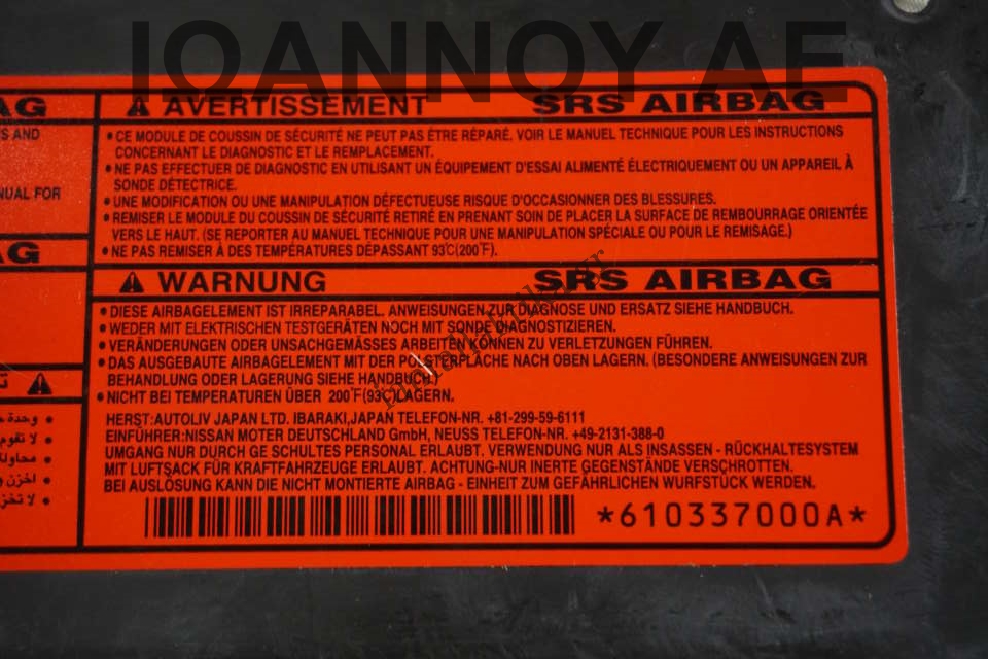 IOANNOY AE
AG
S AND
NUAL FOR
AG
AVERTISSEMENT SRS AIRBAG
• CE MODULE DE COUSSIN DE SÉCURITÉ NE PEUT PAS ÊTRE RÉPARÉ. VOIR LE MANUEL TECHNIQUE POUR LES INSTRUCTIONS
CONCERNANT LE DIAGNOSTIC ET LE REMPLACEMENT.
• NE PAS EFFECTUER DE DIAGNOSTIC EN UTILISANT UN ÉQUIPEMENT D'ESSAI ALIMENTÉ ÉLECTRIQUEMENT OU UN APPAREIL À
SONDE DÉTECTRICE.
• UNE MODIFICATION OU UNE MANIPULATION DÉFECTUEUSE RISQUE D'OCCASIONNER DES BLESSURES.
• REMISER LE MODULE DU COUSSIN DE SÉCURITÉ RETIRÉ EN PRENANT SOIN DE PLACER LA SURFACE DE REMBOURRAGE ORIENTÉE
VERS LE HAUT. (SE REPORTER AU MANUEL TECHNIQUE POUR UNE MANIPULATION SPÉCIALE OU POUR LE REMISAGE.)
• NE PAS REMISER À DES TEMPÉRATURES DÉPASSANT 93℃(200℉).
WARNUNG SRS AIRBAG
• DIESE AIRBAGELEMENT IST IRREPARABEL. ANWEISUNGEN ZUR DIAGNOSE UND ERSATZ SIEHE HANDBUCH.
• WEDER MIT ELEKTRISCHEN TESTGERÄTEN NOCH MIT SONDE DIAGNOSTIZIEREN.
• VERÄNDERUNGEN ODER UNSACHGEMÄSSES ARBEITEN KÖNNEN ZU VERLETZUNGEN FÜHREN.
• DAS AUSGEBAUTE AIRBAGELEMENT MIT DER POLSTERFLÄCHE NACH OBEN LAGERN. (BESONDERE ANWEISUNGEN ZUR
BEHANDLUNG ODER LAGERUNG SIEHE HANDBUCH.)
• NICHT BEI TEMPERATUREN ÜBER 200℉(93℃)LAGERN.
HERST:AUTOLIV JAPAN LTD. IBARAKI,JAPAN TELEFON-NR. +81-299-59-6111
EINFÜHRER:NISSAN MOTER DEUTSCHLAND GmbH, NEUSS TELEFON-NR. +49-2131-388-0
UMGANG NUR DURCH GE SCHULTES PERSONAL ERLAUBT. VERWENDUNG NUR ALS INSASSEN - RÜCKHALTESYSTEM
MIT LUFTSACK FÜR KRAFTFAHRZEUGE ERLAUBT. ACHTUNG-NUR INERTE GEGENSTÄNDE VERSCHROTTEN.
BEI AUSLÖSUNG KANN DIE NICHT MONTIERTE AIRBAG - EINHEIT ZUM GEFÄHRLICHEN WURFSTÜCK WERDEN.
*610337000A*
• وحدة
• لا تقوم
• محاولة
• اخزن
• لا تخز